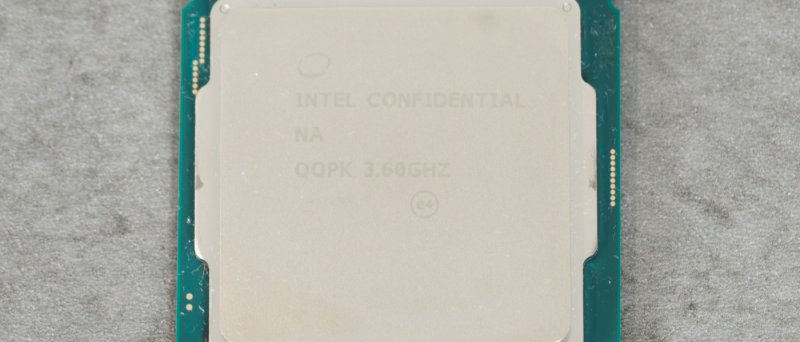 INTEL CONFIDENTIAL
NA
QQPK 3.60GHZ
e4